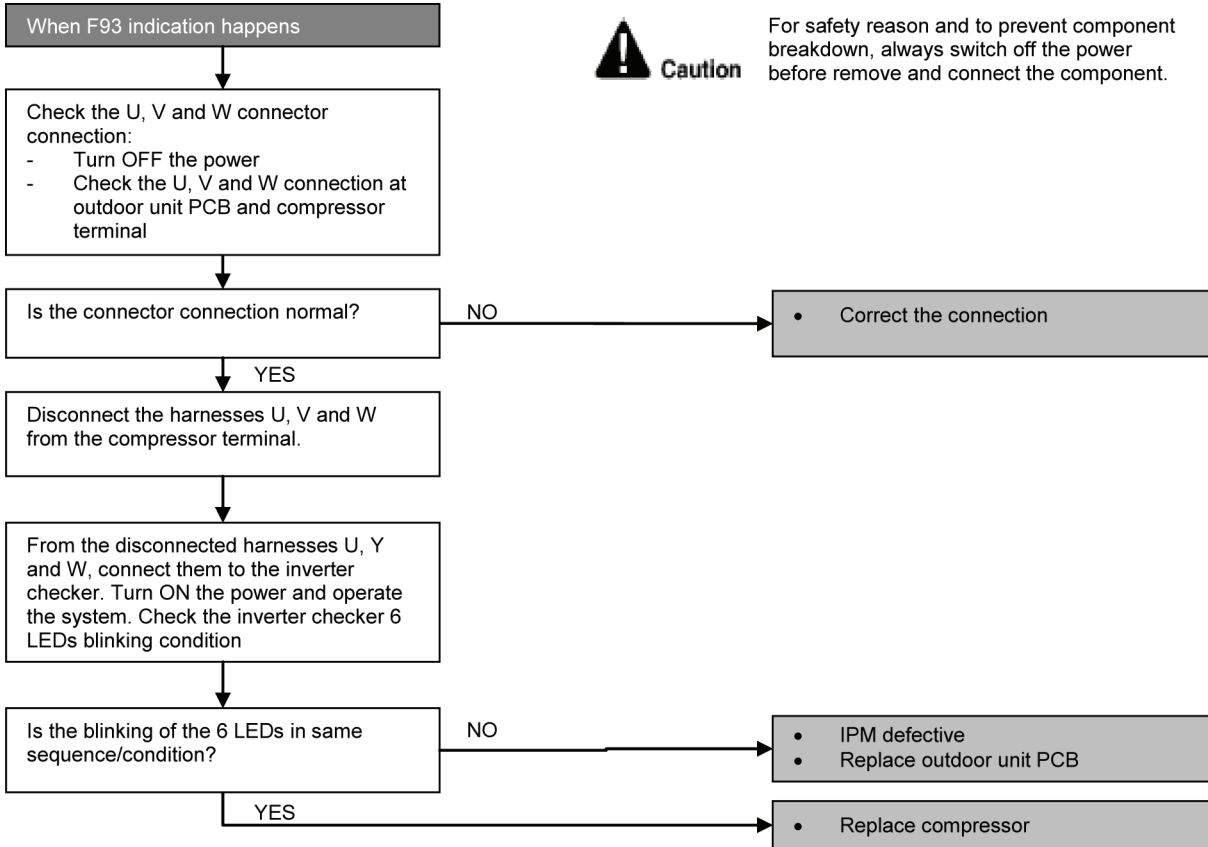 When F93 indication happens
Caution
For safety reason and to prevent component
breakdown, always switch off the power
before remove and connect the component.
Check the U, V and W connector
connection:
- Turn OFF the power
- Check the U, V and W connection at
outdoor unit PCB and compressor
terminal
Is the connector connection normal?
NO
• Correct the connection
YES
Disconnect the harnesses U, V and W
from the compressor terminal.
From the disconnected harnesses U, Y
and W, connect them to the inverter
checker. Turn ON the power and operate
the system. Check the inverter checker 6
LEDs blinking condition
Is the blinking of the 6 LEDs in same
sequence/condition?
NO
• IPM defective
• Replace outdoor unit PCB
YES
• Replace compressor